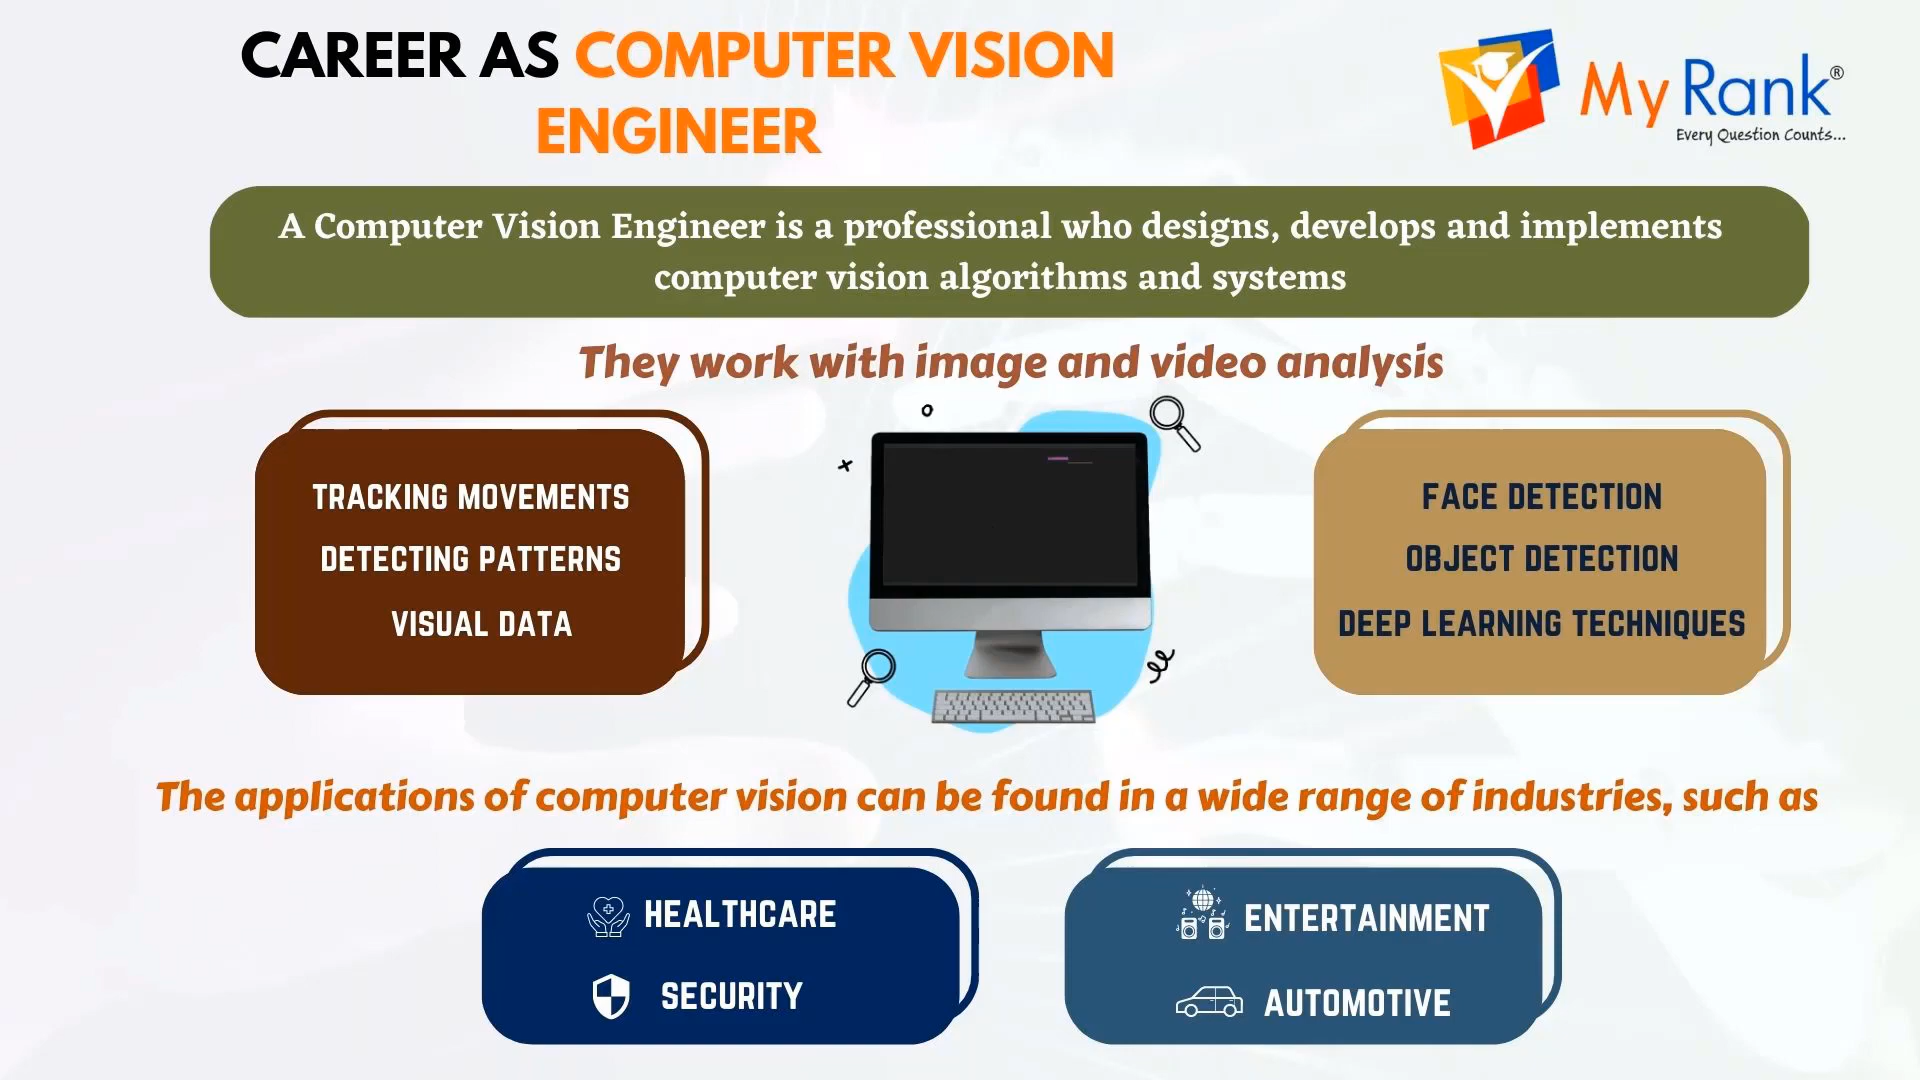 CAREER AS COMPUTER VISION
ENGINEER
My Rank®
Every Question Counts...
A Computer Vision Engineer is a professional who designs, develops and implements
computer vision algorithms and systems
They work with image and video analysis
TRACKING MOVEMENTS
DETECTING PATTERNS
VISUAL DATA
FACE DETECTION
OBJECT DETECTION
DEEP LEARNING TECHNIQUES
The applications of computer vision can be found in a wide range of industries, such as
HEALTHCARE
SECURITY
ENTERTAINMENT
AUTOMOTIVE